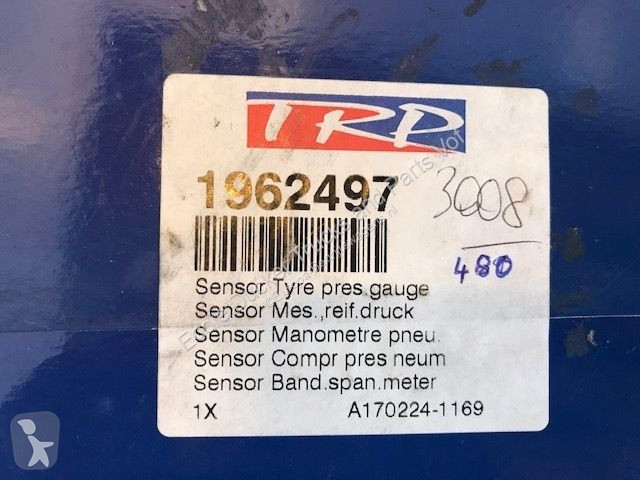 TRP
1962497
3008
480
Sensor Tyre pres.gauge
Sensor Mes.,reif.druck
Sensor Manometre pneu.
Sensor Compr pres neum
Sensor Band.span.meter
1X A170224-1169